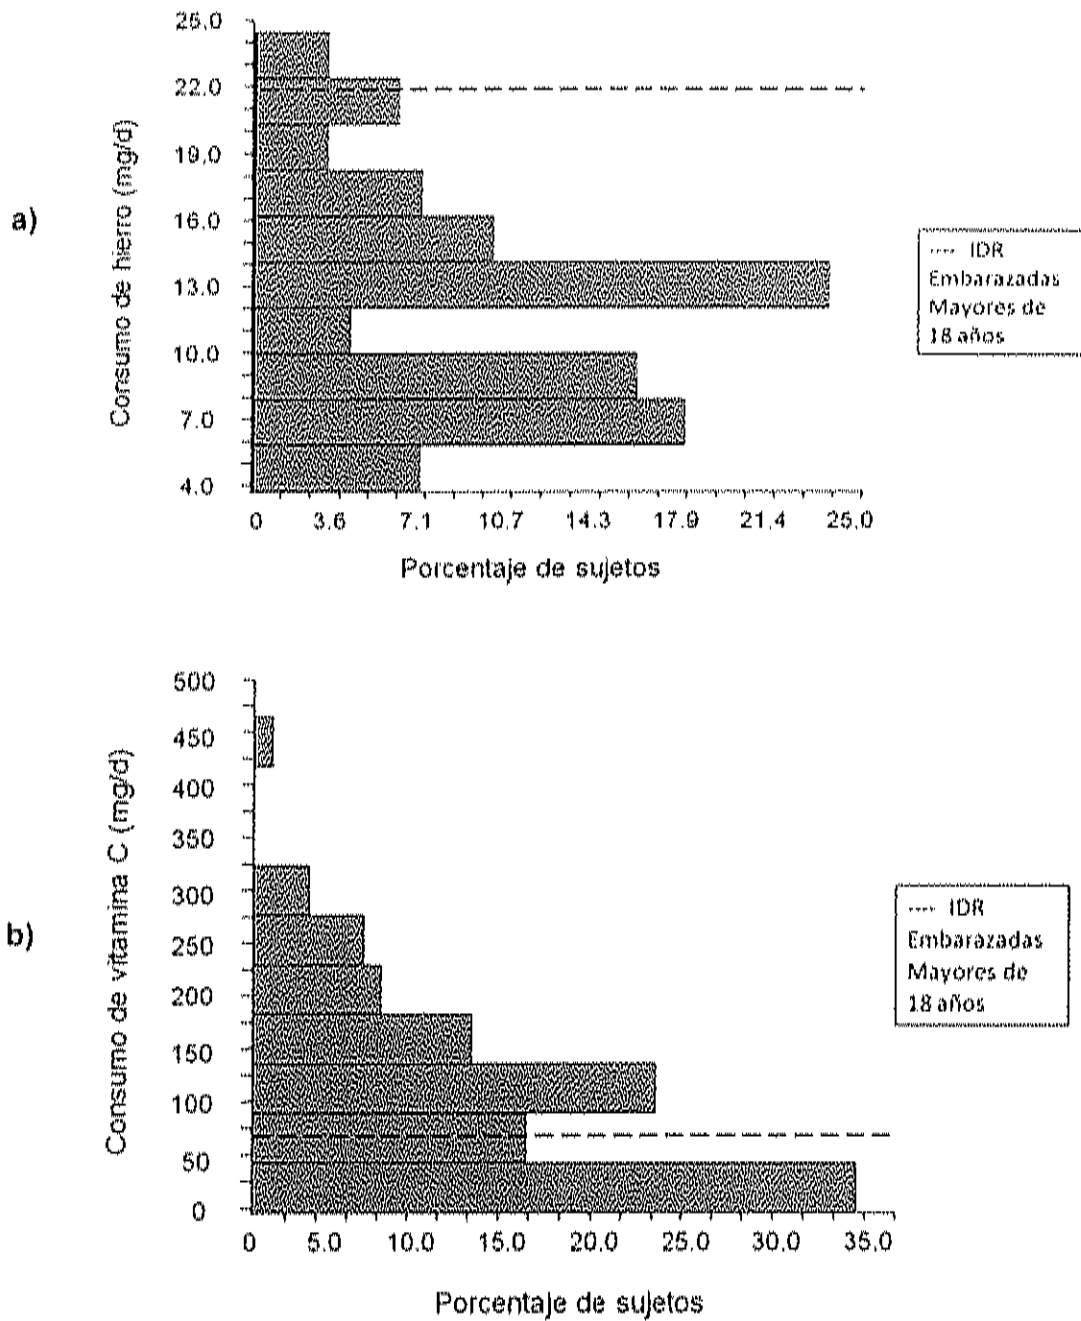 a)
Consumo de hierro (mg/d)
25.0
22.0
19.0
16.0
13.0
10.0
7.0
4.0
0 3.6 7.1 10.7 14.3 17.9 21.4 25.0
Porcentaje de sujetos
---- IDR
Embarazadas
Mayores de
18 años
b)
Consumo de vitamina C (mg/d)
500
450
400
350
300
250
200
150
100
50
0
0 5.0 10.0 15.0 20.0 25.0 30.0 35.0
Porcentaje de sujetos
---- IDR
Embarazadas
Mayores de
18 años